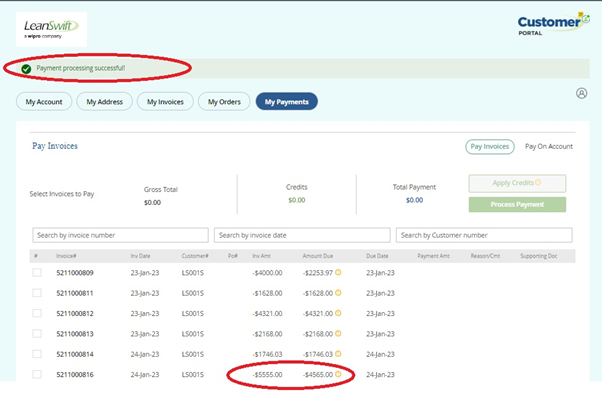 LeanSwift
a wipro company
Customer
PORTAL
Payment processing successful!
My Account My Address My Invoices My Orders My Payments
Pay Invoices Pay Invoices Pay On Account
Select Invoices to Pay Gross Total $0.00 Credits $0.00 Total Payment $0.00 Apply Credits
Process Payment
Search by invoice number Search by invoice date Search by Customer number
# Invoice# Inv Date Customer# Po# Inv Amt Amount Due Due Date Payment Amt Reason/Cmt Supporting Doc
5211000809 23-Jan-23 LS001S -$4000.00 -$2253.97 23-Jan-23
5211000811 23-Jan-23 LS001S -$1628.00 -$1628.00 23-Jan-23
5211000812 23-Jan-23 LS001S -$4321.00 -$4321.00 23-Jan-23
5211000813 23-Jan-23 LS001S -$2168.00 -$2168.00 23-Jan-23
5211000814 24-Jan-23 LS001S -$1746.03 -$1746.03 24-Jan-23
5211000816 24-Jan-23 LS001S -$5555.00 -$4565.00 24-Jan-23